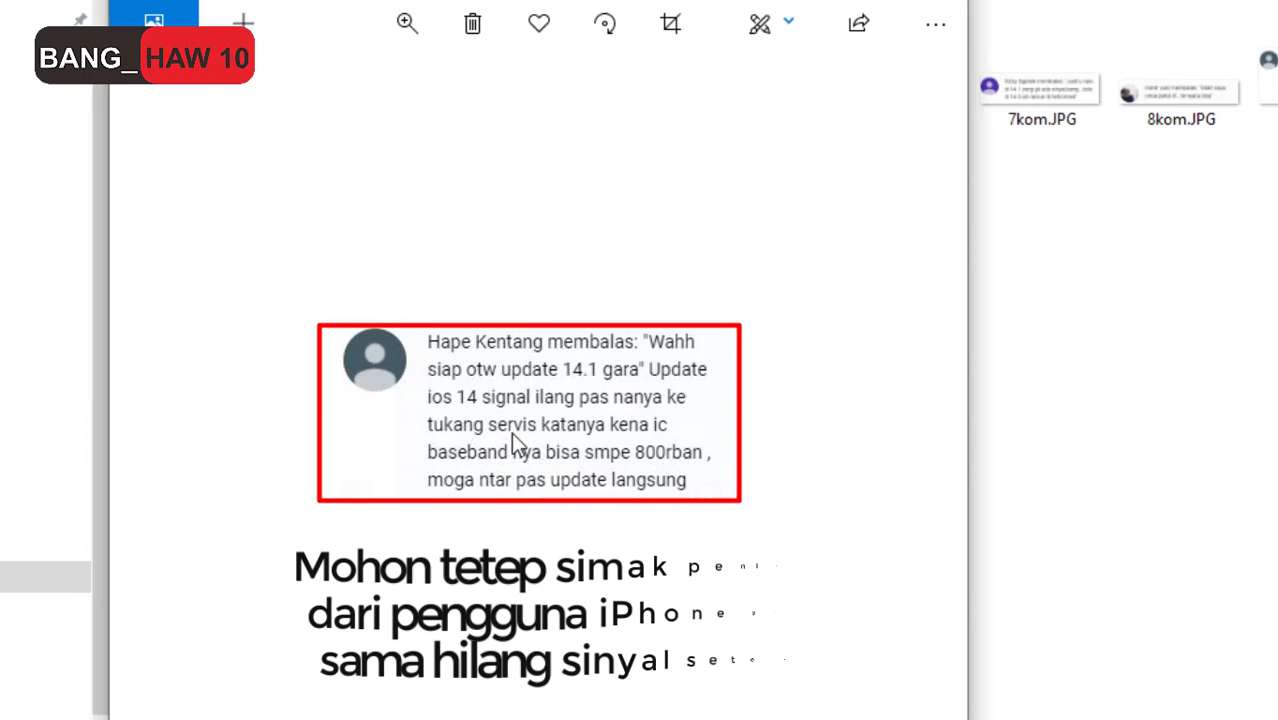 BANG_HAW 10
7kom.JPG
8kom.JPG
Hape Kentang membalas: "Wahh
siap otw update 14.1 gara" Update
ios 14 signal ilang pas nanya ke
tukang servis katanya kena ic
baseband nya bisa smpe 800rban ,
moga ntar pas update langsung
Mohon tetep simak
dari pengguna iPhone
sama hilang sinyal